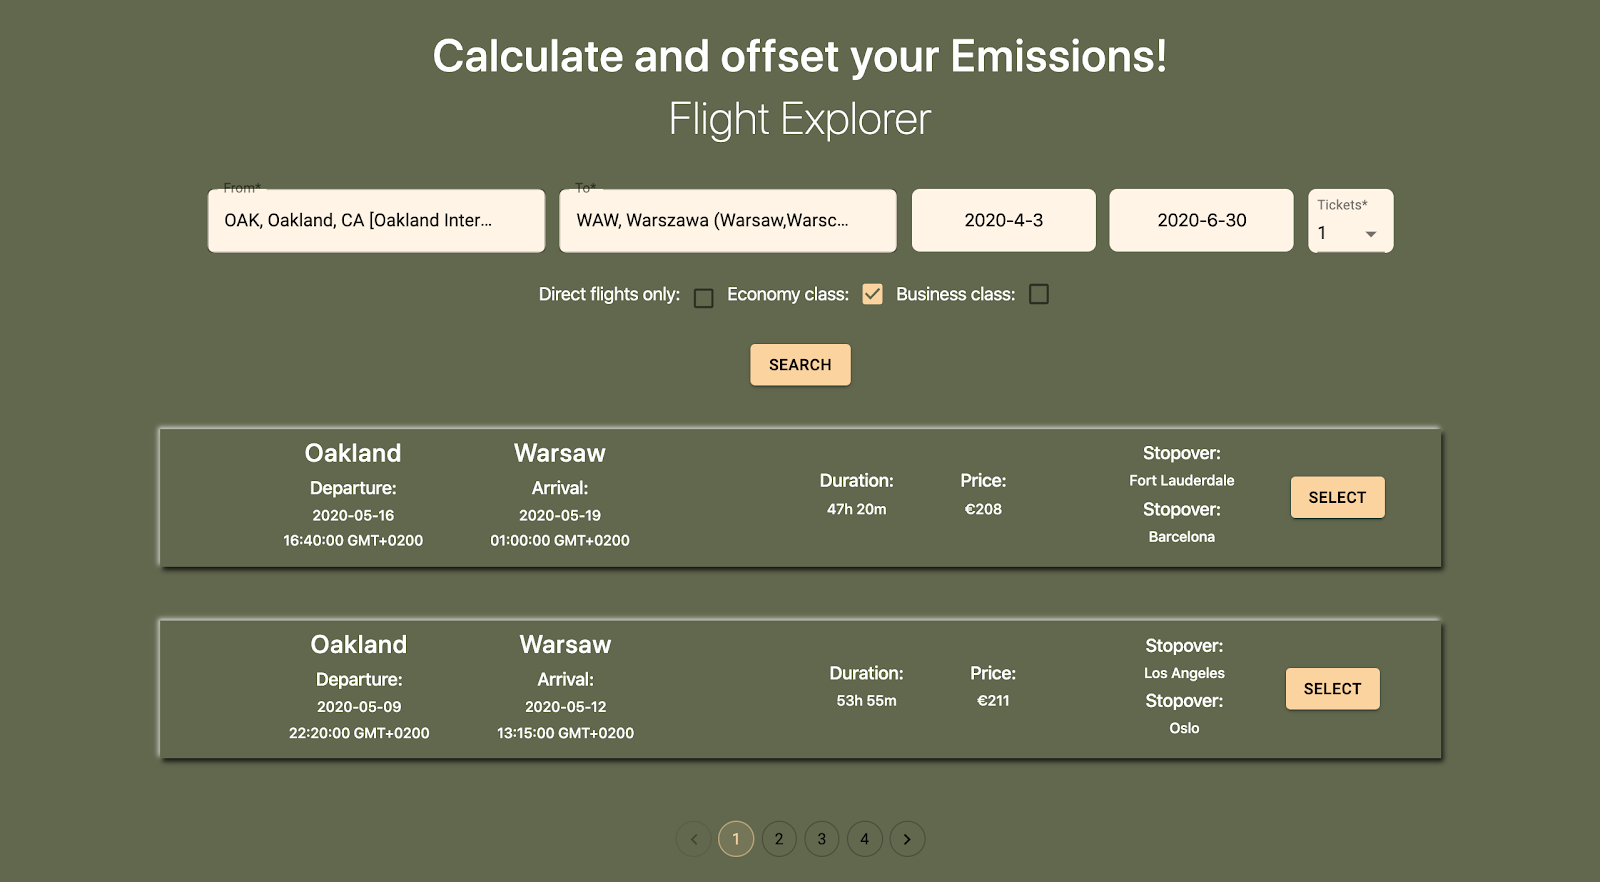 Calculate and offset your Emissions!
Flight Explorer
From*
OAK, Oakland, CA [Oakland Inter...
To*
WAW, Warszawa (Warsaw,Warsc...
2020-4-3
2020-6-30
Tickets*
1
Direct flights only:
Economy class:
Business class:
SEARCH
Oakland
Departure:
2020-05-16
16:40:00 GMT+0200
Warsaw
Arrival:
2020-05-19
01:00:00 GMT+0200
Duration:
47h 20m
Price:
€208
Stopover:
Fort Lauderdale
Stopover:
Barcelona
SELECT
Oakland
Departure:
2020-05-09
22:20:00 GMT+0200
Warsaw
Arrival:
2020-05-12
13:15:00 GMT+0200
Duration:
53h 55m
Price:
€211
Stopover:
Los Angeles
Stopover:
Oslo
SELECT
1 2 3 4